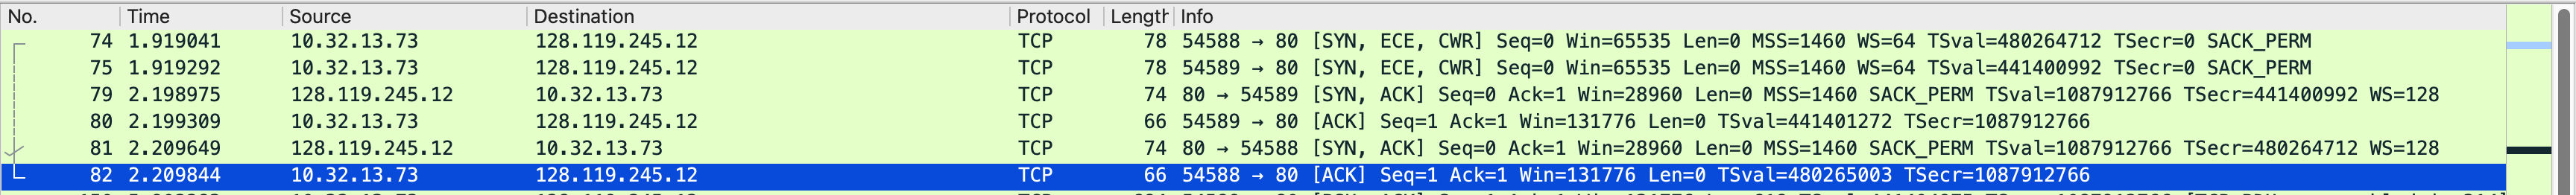 No. Time Source Destination Protocol Length Info
74 1.919041 10.32.13.73 128.119.245.12 TCP 78 54588 → 80 [SYN, ECE, CWR] Seq=0 Win=65535 Len=0 MSS=1460 WS=64 TSval=480264712 TSecr=0 SACK_PERM
75 1.919292 10.32.13.73 128.119.245.12 TCP 78 54589 → 80 [SYN, ECE, CWR] Seq=0 Win=65535 Len=0 MSS=1460 WS=64 TSval=441400992 TSecr=0 SACK_PERM
79 2.198975 128.119.245.12 10.32.13.73 TCP 74 80 → 54589 [SYN, ACK] Seq=0 Ack=1 Win=28960 Len=0 MSS=1460 SACK_PERM TSval=1087912766 TSecr=441400992 WS=128
80 2.199309 10.32.13.73 128.119.245.12 TCP 66 54589 → 80 [ACK] Seq=1 Ack=1 Win=131776 Len=0 TSval=441401272 TSecr=1087912766
81 2.209649 128.119.245.12 10.32.13.73 TCP 74 80 → 54588 [SYN, ACK] Seq=0 Ack=1 Win=28960 Len=0 MSS=1460 SACK_PERM TSval=1087912766 TSecr=480264712 WS=128
82 2.209844 10.32.13.73 128.119.245.12 TCP 66 54588 → 80 [ACK] Seq=1 Ack=1 Win=131776 Len=0 TSval=480265003 TSecr=1087912766